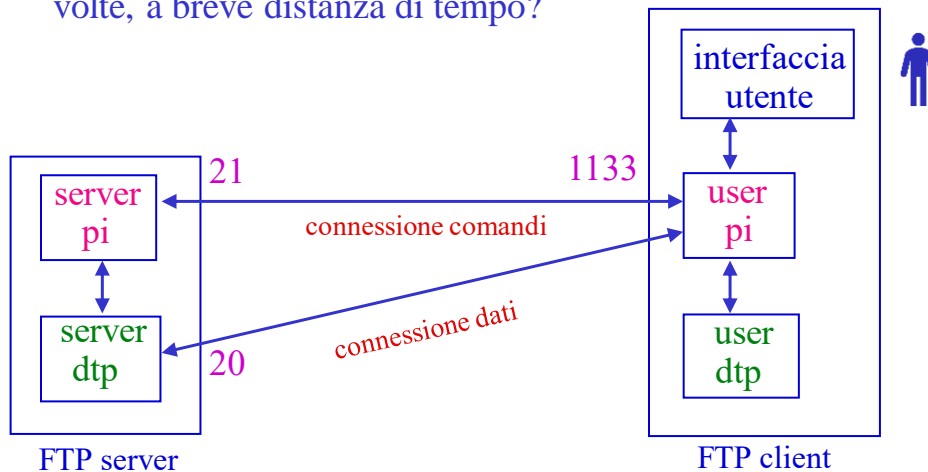 volte, a breve distanza di tempo?
interfaccia
utente
21
1133
server
pi
user
pi
connessione comandi
connessione dati
server
dtp
20
user
dtp
FTP server
FTP client